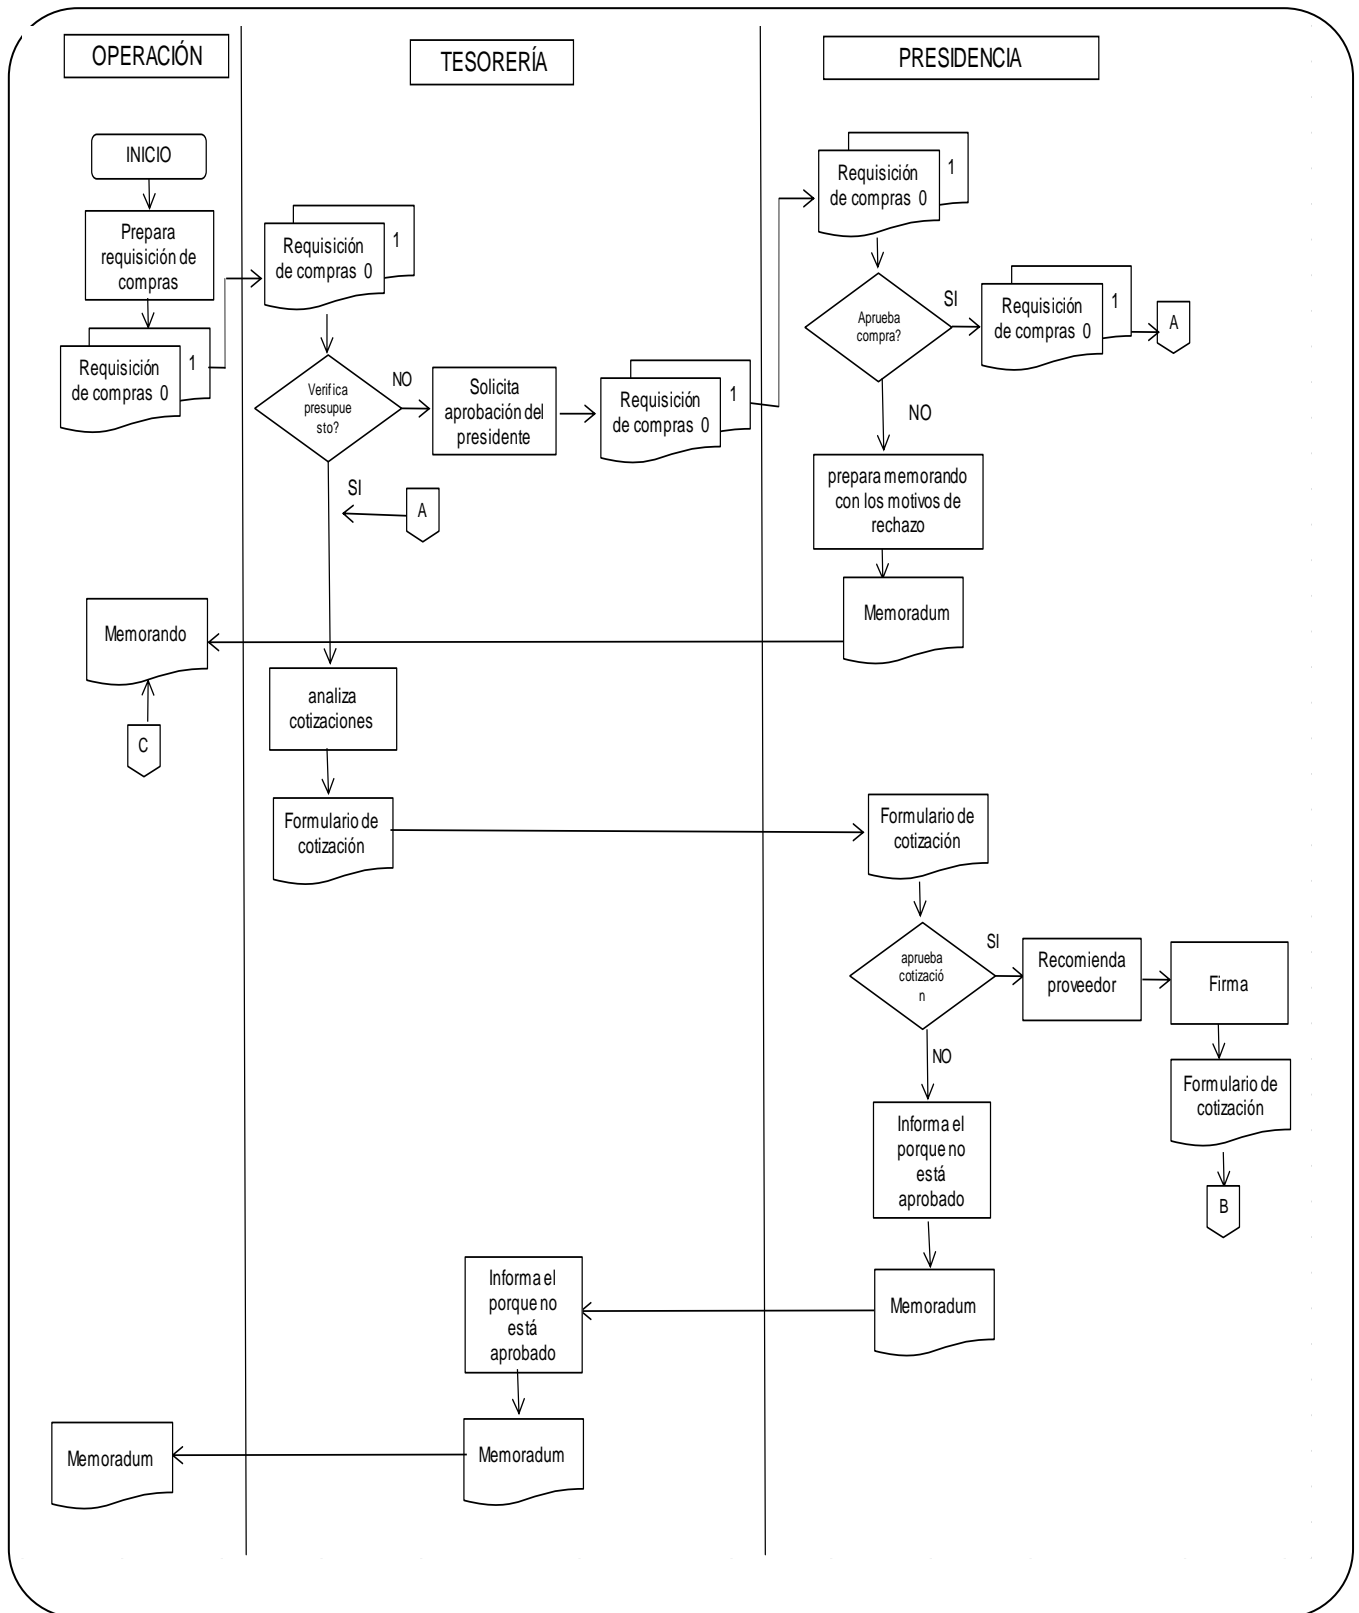 OPERACIÓN
TESORERÍA
PRESIDENCIA
INICIO
Prepara
requisición de
compras
Requisición
de compras 0
1
Requisición
de compras 0
1
Verifica
presupue
sto?
NO
Solicita
aprobación del
presidente
Requisición
de compras 0
1
SI
A
Requisición
de compras 0
1
Aprueba
compra?
SI
Requisición
de compras 0
1
A
NO
prepara memorando
con los motivos de
rechazo
Memoradum
Memorando
C
analiza
cotizaciones
Formulario de
cotización
Formulario de
cotización
aprueba
cotizació
n
SI
Recomienda
proveedor
Firma
Formulario de
cotización
B
NO
Informa el
porque no
está
aprobado
Memoradum
Informa el
porque no
está
aprobado
Memoradum
Memoradum